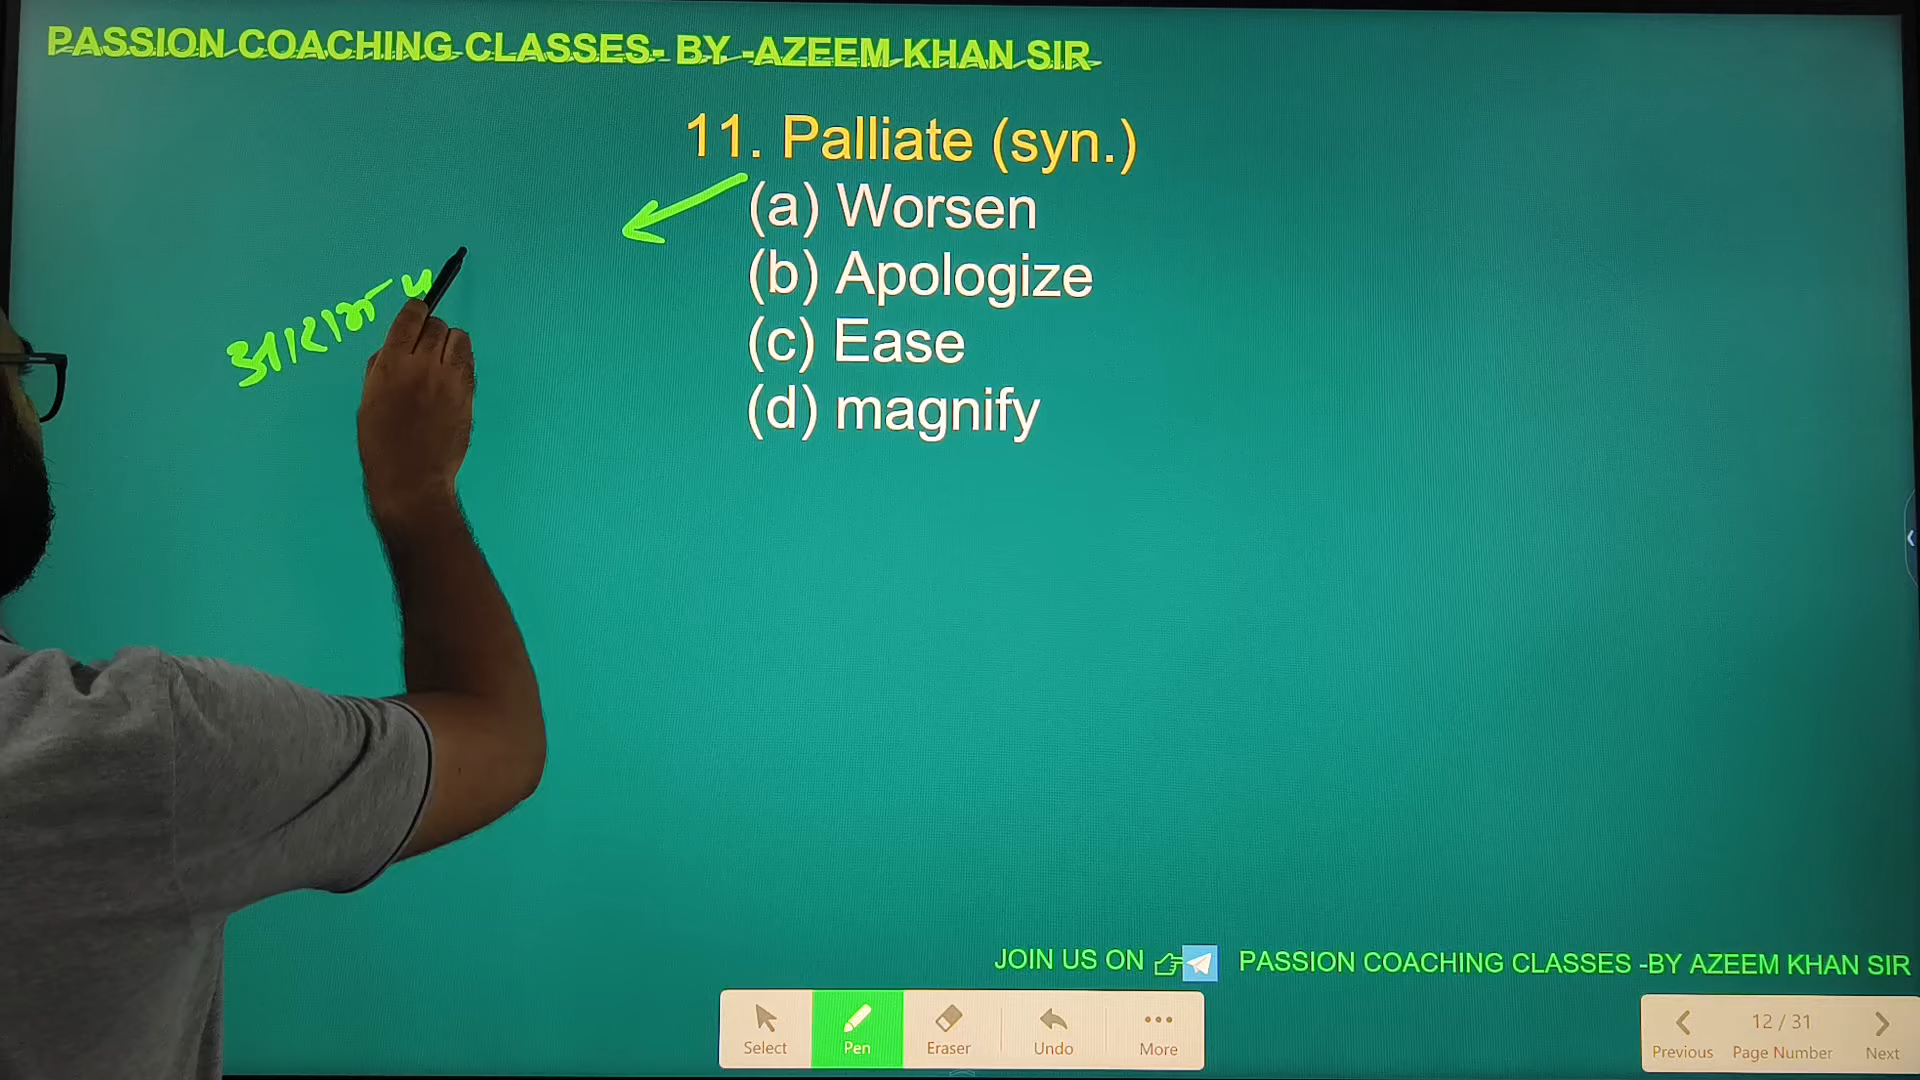 PASSION COACHING CLASSES- BY -AZEEM KHAN SIR
11. Palliate (syn.)
(a) Worsen
(b) Apologize
(c) Ease
(d) magnify
आराम
JOIN US ON PASSION COACHING CLASSES -BY AZEEM KHAN SIR
Select Pen Eraser Undo More
12 / 31
Previous Page Number Next